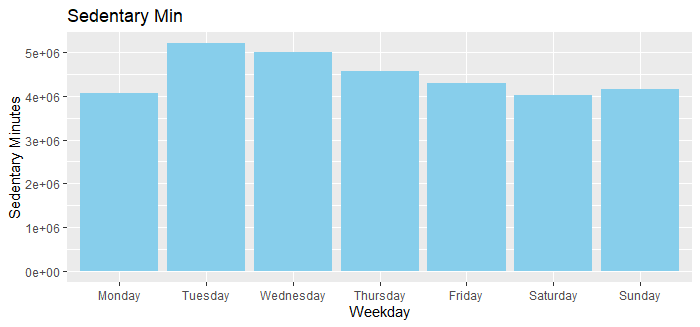 Sedentary Min
Sedentary Minutes
5e+06
4e+06
3e+06
2e+06
1e+06
0e+00
Monday Tuesday Wednesday Thursday Friday Saturday Sunday
Weekday